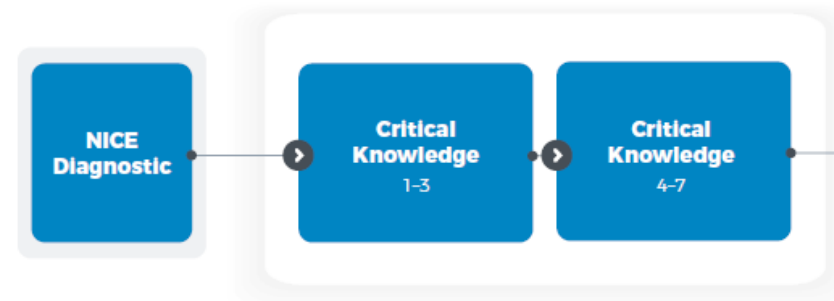 NICE
Diagnostic
Critical
Knowledge
1–3
Critical
Knowledge
4–7